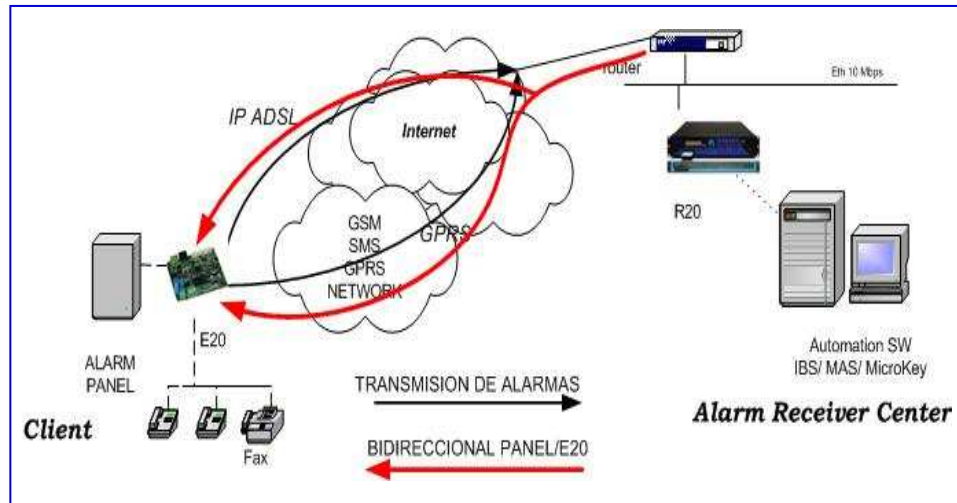 router
Eth 10 Mbps
IP ADSL
Internet
R20
GSM
SMS
GPRS
GPRS
NETWORK
E20
ALARM
PANEL
Automation SW
IBS/ MAS/ MicroKey
TRANSMISION DE ALARMAS
Client
Alarm Receiver Center
BIDIRECCIONAL PANEL/E20
Fax